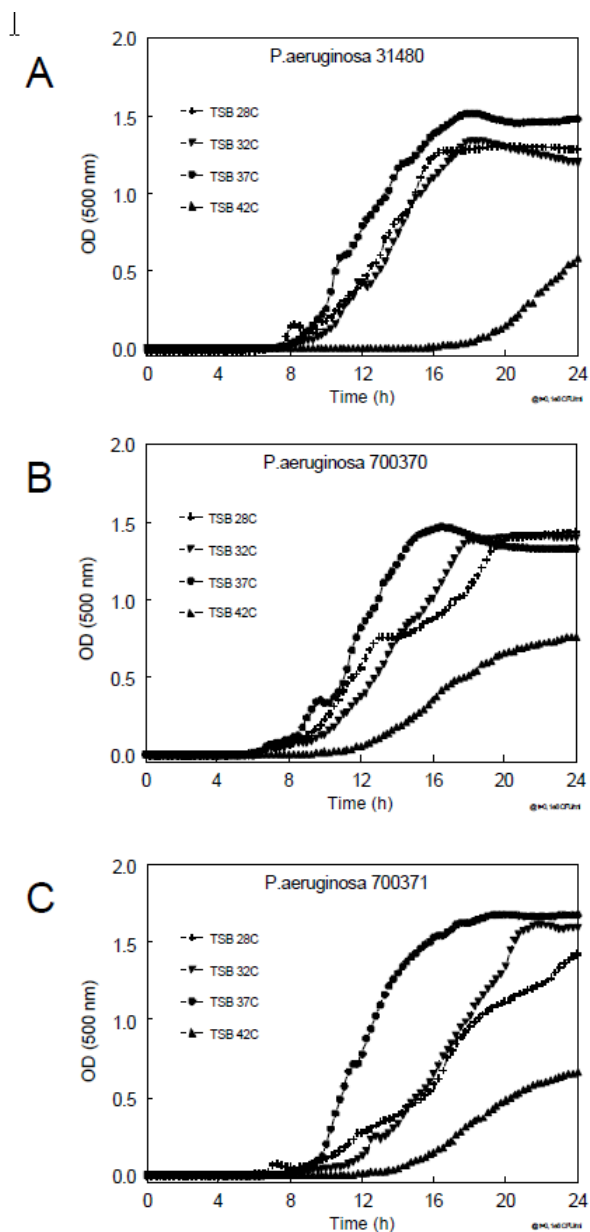 A
P.aeruginosa 31480
TSB 28C
TSB 32C
TSB 37C
TSB 42C
OD (500 nm)
2.0
1.5
1.0
0.5
0.0
0 4 8 12 16 20 24
Time (h)
B
P.aeruginosa 700370
TSB 28C
TSB 32C
TSB 37C
TSB 42C
OD (500 nm)
2.0
1.5
1.0
0.5
0.0
0 4 8 12 16 20 24
Time (h)
C
P.aeruginosa 700371
TSB 28C
TSB 32C
TSB 37C
TSB 42C
OD (500 nm)
2.0
1.5
1.0
0.5
0.0
0 4 8 12 16 20 24
Time (h)